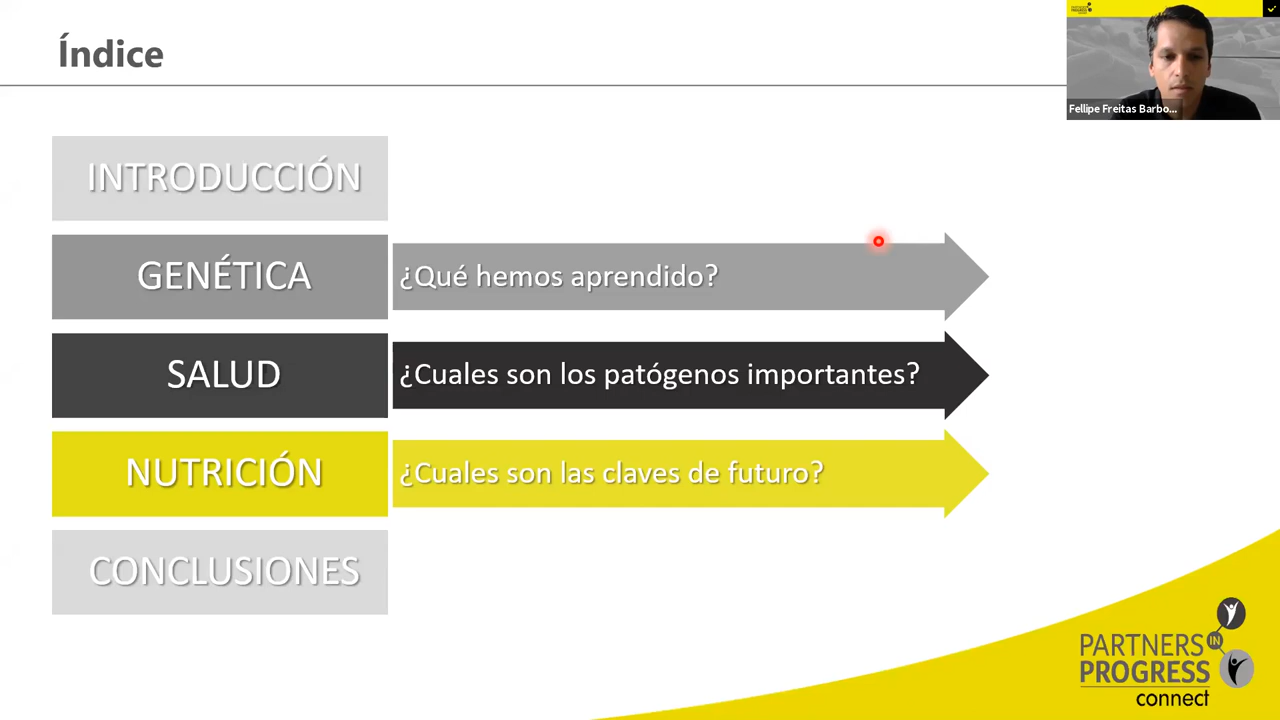 Índice
Fellipe Freitas Barbo...
INTRODUCCIÓN
GENÉTICA
¿Qué hemos aprendido?
SALUD
¿Cuales son los patógenos importantes?
NUTRICIÓN
¿Cuales son las claves de futuro?
CONCLUSIONES
PARTNERS
IN
PROGRESS
connect